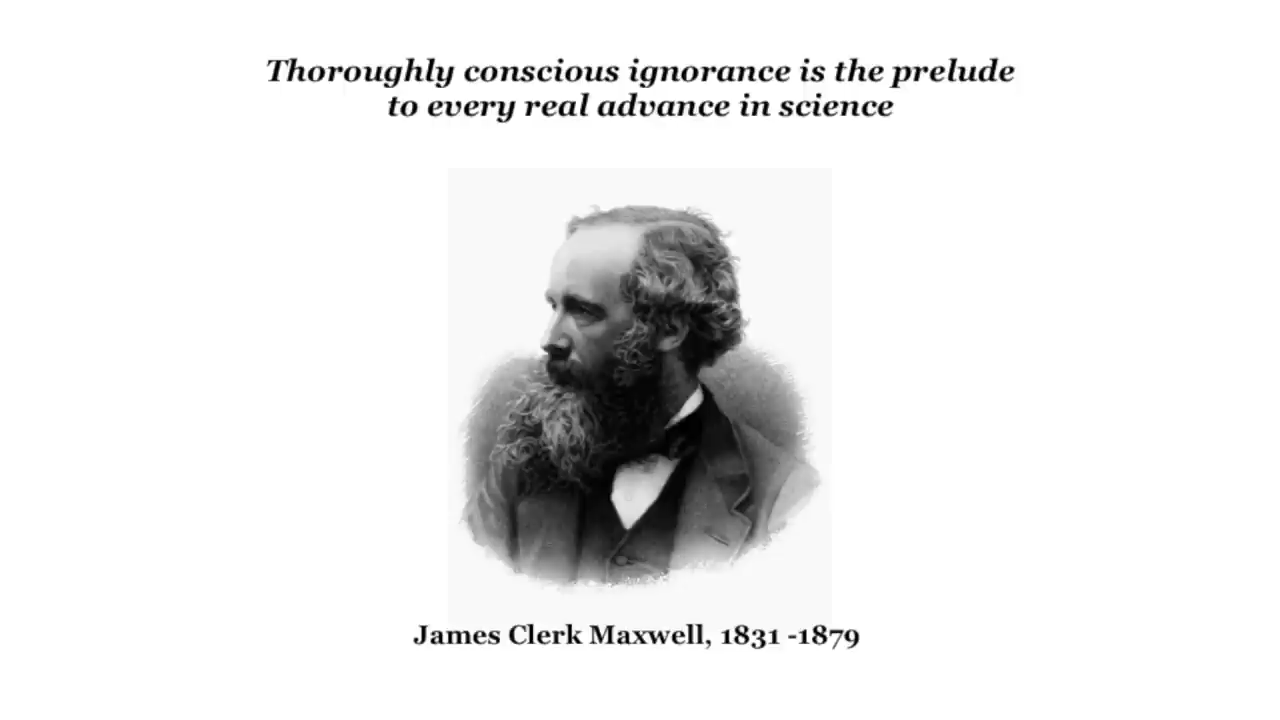 Thoroughly conscious ignorance is the prelude
to every real advance in science
James Clerk Maxwell, 1831 -1879